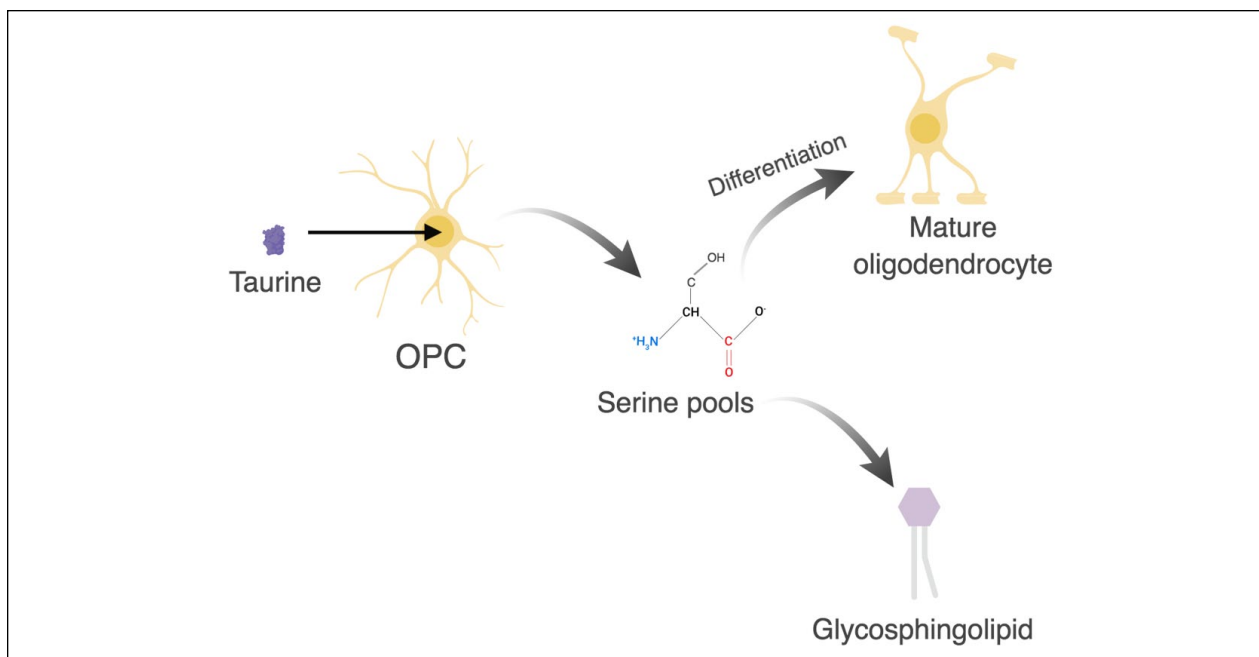 Taurine
OPC
OH
C
CH
O-
+H3N
C
O
Serine pools
Differentiation
Mature
oligodendrocyte
Glycosphingolipid